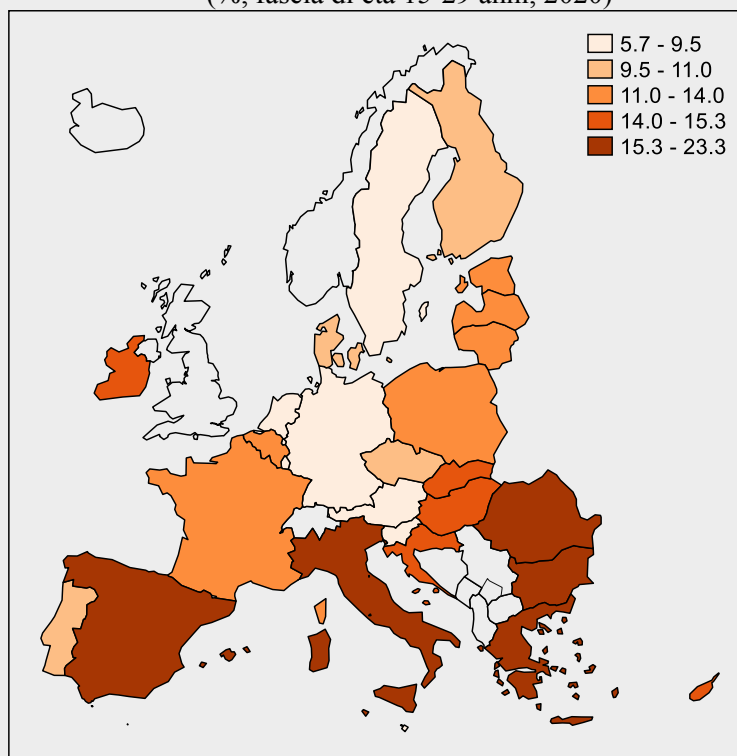 (%, fascia di età 15-29 anni, 2020)
5.7 - 9.5
9.5 - 11.0
11.0 - 14.0
14.0 - 15.3
15.3 - 23.3